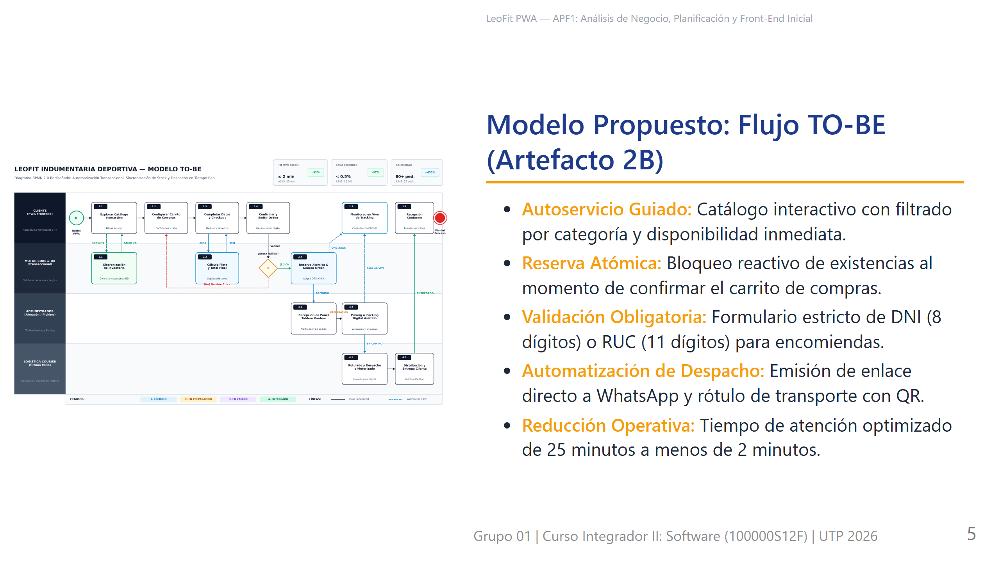 LeoFit PWA — APF1: Análisis de Negocio, Planificación y Front-End Inicial
LEOFIT INDUMENTARIA DEPORTIVA — MODELO TO-BE
Diagrama BPMN 2.0 Rediseñado: Automatización Transaccional, Sincronización de Stock y Despacho en Tiempo Real
TIEMPO CICLO
-92%
≤ 2 min
AS-IS: 25 min
TASA ERRORES
-97%
< 0.5%
AS-IS: 18.0%
CAPACIDAD
+433%
80+ ped.
AS-IS: 15 ped.
CLIENTE
(PWA Frontend)
Autoservicio Omnicanal 24/7
Inicio:
PWA
1.1
Explorar Catálogo
Interactivo
Filtros en vivo
1.2
Configurar Carrito
de Compras
Cantidades y talla
1.3
Completar Datos
y Checkout
Destino y Yape/Plin
1.4
Confirmar y
Emitir Orden
Genera orden digital
1.5
Monitoreo en Vivo
de Tracking
Consulta con ORD-ID
1.6
Recepción
Conforme
Prendas recibidas
Fin del
Proceso
Consulta
Stock OK
Zona
Total
Validar
ORD-XXXX
MOTOR CORE & DB
(Transaccional)
Validación Atómica y Reglas
2.1
Sincronización
de Inventario
Consulta instantánea BD
2.2
Cálculo Flete
y Total Final
Liquidación zonal
[No] Quiebre Stock
¿Stock Válido?
×
[Sí] OK
2.3
Reserva Atómica &
Genera Orden
Asigna ORD-XXXX
Sync en Vivo
RECIBIDO
ENTREGADO
ADMINISTRADOR
(Almacén / Picking)
Tablero Kanban y Picking
3.1
Recepción en Panel
Tablero Kanban
Alerta push de pedido
PREPARACIÓN
3.2
Picking & Packing
Digital Asistido
Validación y empaque
EN CAMINO
LOGÍSTICA COURIER
(Última Milla)
Despacho y Entrega en Destino
4.1
Rotulado y Despacho
a Motorizado
Hoja de ruta digital
4.2
Distribución y
Entrega Cliente
Notificación final
ESTADOS:
1. RECIBIDO
2. EN PREPARACIÓN
3. EN CAMINO
4. ENTREGADO
LÍNEAS:
Flujo Secuencial
WebSocket / API
Modelo Propuesto: Flujo TO-BE
(Artefacto 2B)
• Autoservicio Guiado: Catálogo interactivo con filtrado
por categoría y disponibilidad inmediata.
• Reserva Atómica: Bloqueo reactivo de existencias al
momento de confirmar el carrito de compras.
• Validación Obligatoria: Formulario estricto de DNI (8
dígitos) o RUC (11 dígitos) para encomiendas.
• Automatización de Despacho: Emisión de enlace
directo a WhatsApp y rótulo de transporte con QR.
• Reducción Operativa: Tiempo de atención optimizado
de 25 minutos a menos de 2 minutos.
Grupo 01 | Curso Integrador II: Software (100000S12F) | UTP 2026
5